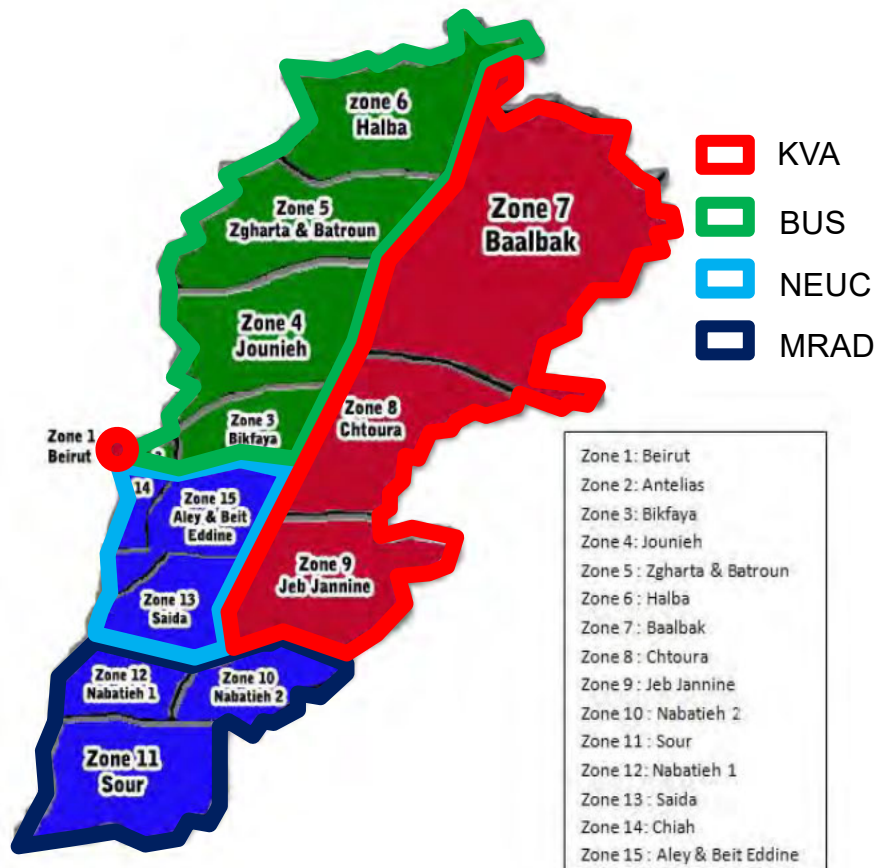 zone 6
Halba
Zone 5
Zgharta & Batroun
Zone 7
Baalbak
Zone 4
Jounieh
Zone 3
Bikfaya
Zone 8
Chtoura
Zone 1
Beirut
14
Zone 15
Aley & Beit
Eddine
Zone 9
Jeb Jannine
Zone 13
Saida
Zone 12
Nabatieh 1
Zone 10
Nabatieh 2
Zone 11
Sour
KVA
BUS
NEUC
MRAD
Zone 1: Beirut
Zone 2: Antelias
Zone 3: Bikfaya
Zone 4: Jounieh
Zone 5 : Zgharta & Batroun
Zone 6 : Halba
Zone 7: Baalbak
Zone 8 : Chtoura
Zone 9 : Jeb Jannine
Zone 10 : Nabatieh 2
Zone 11 : Sour
Zone 12: Nabatieh 1
Zone 13 : Saida
Zone 14: Chiah
Zone 15 : Aley & Beit Eddine